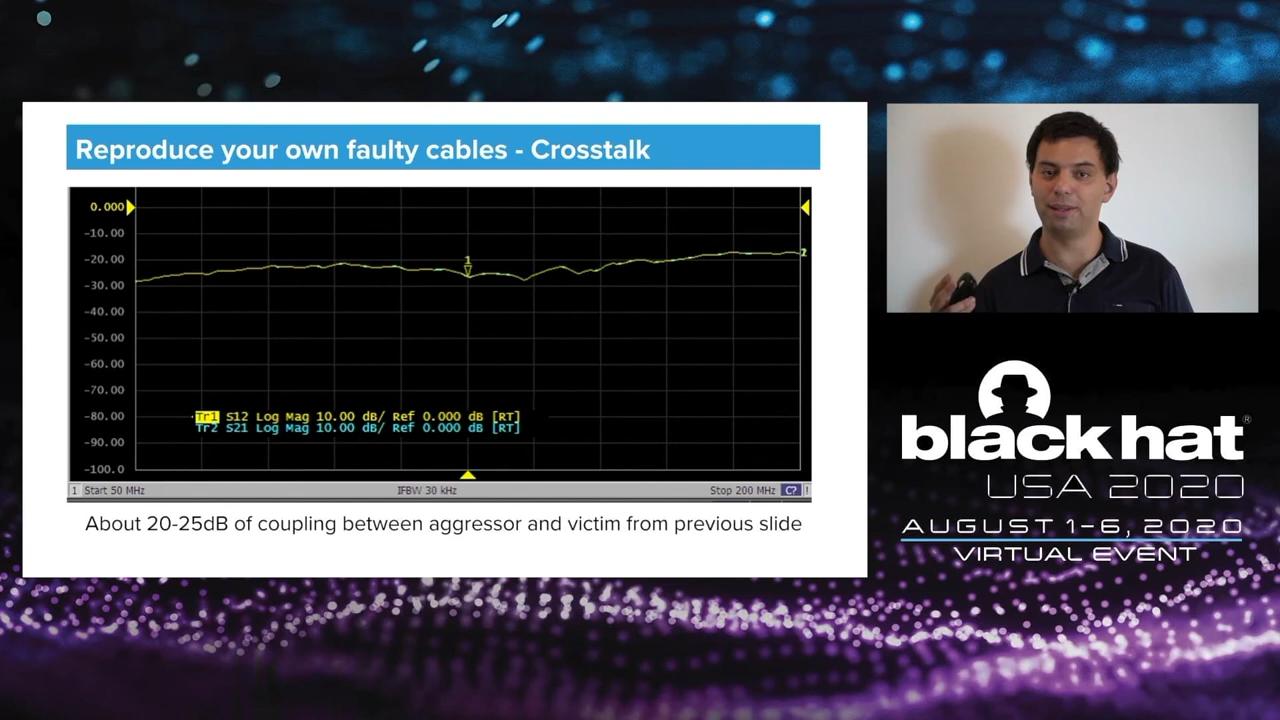 Reproduce your own faulty cables - Crosstalk
0.000
-10.00
-20.00
-30.00
-40.00
-50.00
-60.00
-70.00
-80.00
-90.00
-100.0
1
2
Tr1 S12 Log Mag 10.00 dB/ Ref 0.000 dB [RT]
Tr2 S21 Log Mag 10.00 dB/ Ref 0.000 dB [RT]
1 Start 50 MHz IFBW 30 kHz Stop 200 MHz C? !
About 20-25dB of coupling between aggressor and victim from previous slide
black hat®
USA 2020
AUGUST 1-6, 2020
VIRTUAL EVENT